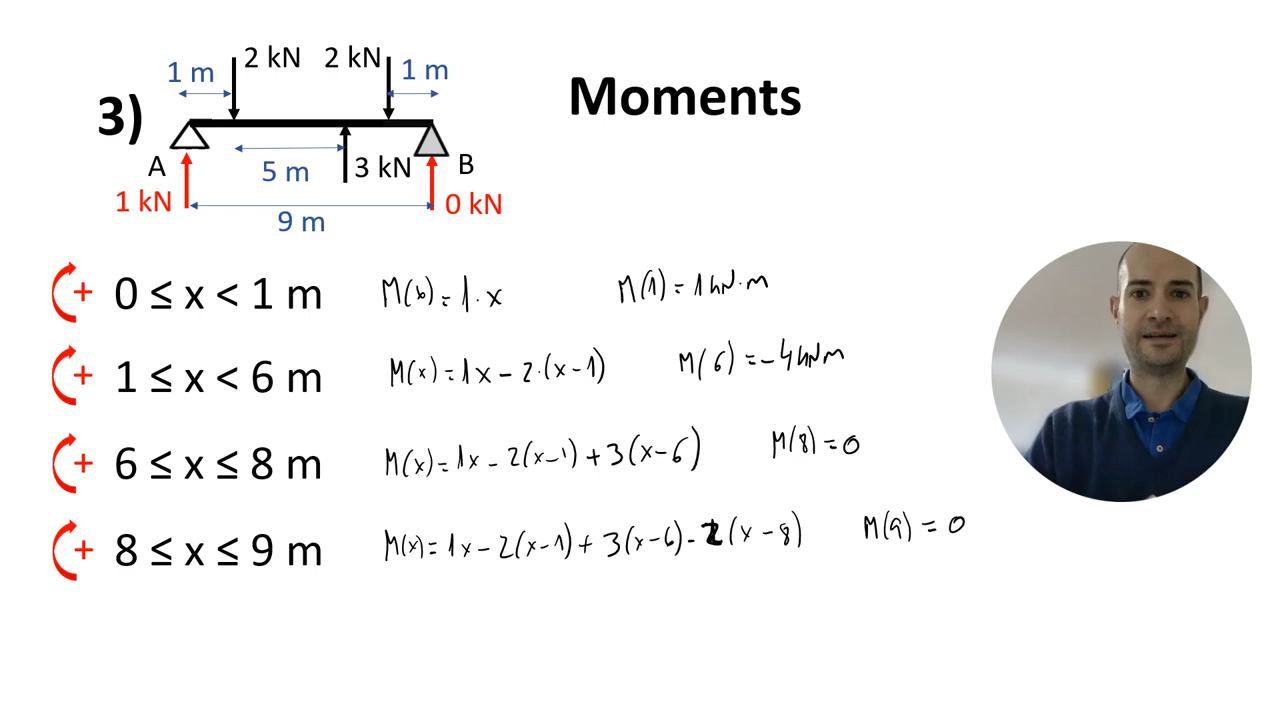 3)
1 m
2 kN
2 kN
1 m
Moments
A
5 m
3 kN
B
1 kN
9 m
0 kN
+ 0 ≤ x < 1 m M(x) = 1 · x M(1) = 1 kN·m
+ 1 ≤ x < 6 m M(x) = 1x - 2·(x-1) M(6) = -4 kNm
+ 6 ≤ x ≤ 8 m M(x) = 1x - 2(x-1) + 3(x-6) M(8) = 0
+ 8 ≤ x ≤ 9 m M(x) = 1x - 2(x-1) + 3(x-6) - 2(x-8) M(9) = 0